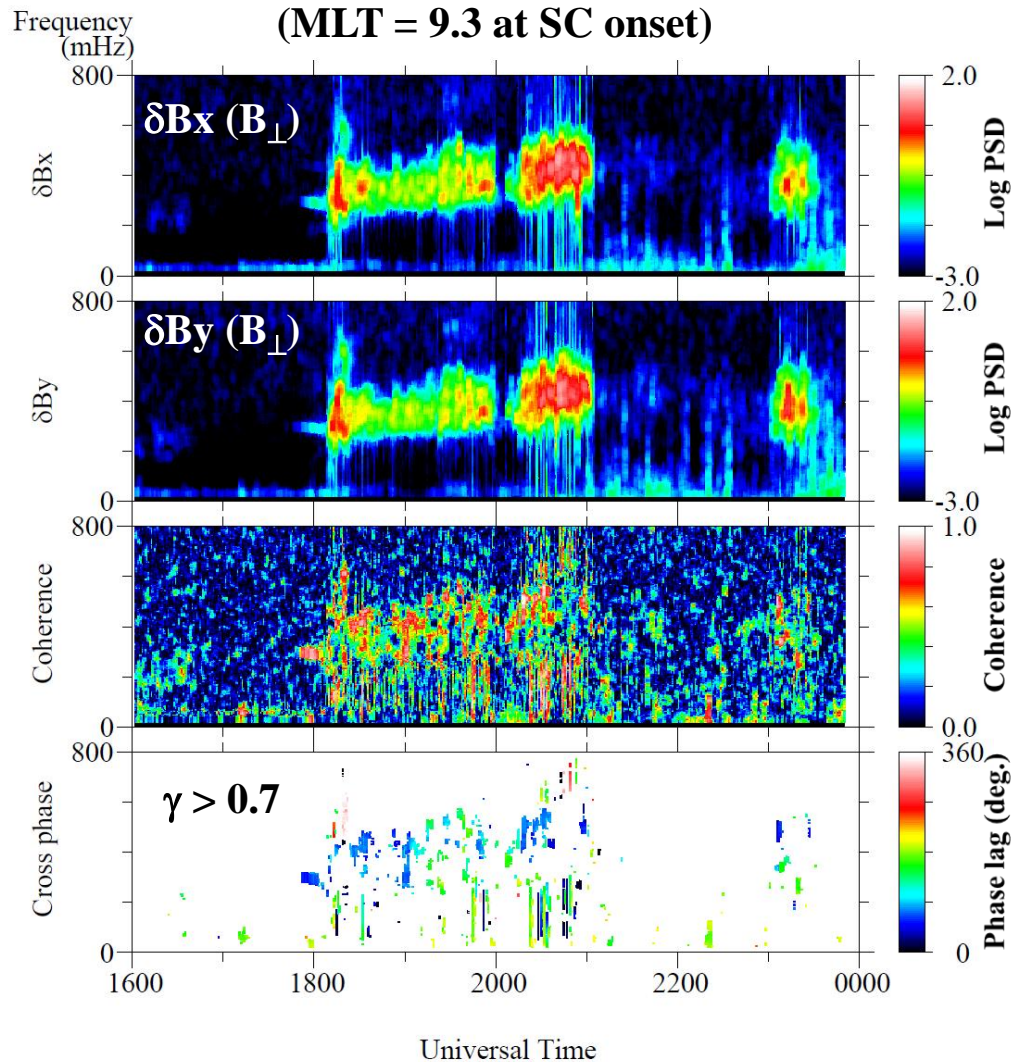 Frequency
(mHz)
(MLT = 9.3 at SC onset)
800
δBx (B⊥)
δBx
0
2.0
Log PSD
-3.0
800
δBy (B⊥)
δBy
0
2.0
Log PSD
-3.0
800
Coherence
0
1.0
Coherence
0.0
800
γ > 0.7
Cross phase
0
360
Phase lag (deg.)
0
1600 1800 2000 2200 0000
Universal Time